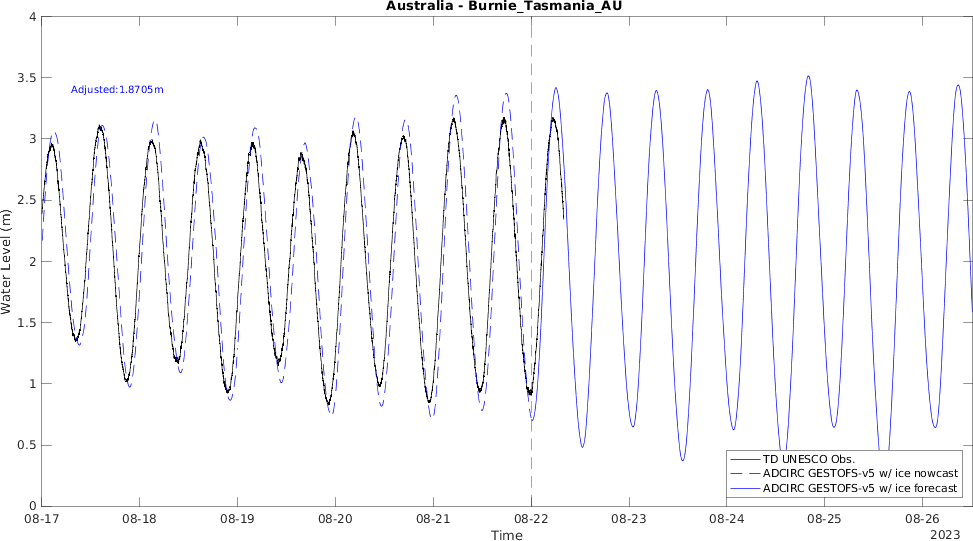 Australia - Burnie_Tasmania_AU
4
3.5
Adjusted:1.8705m
3
2.5
2
1.5
1
0.5
0
Water Level (m)
TD UNESCO Obs.
ADCIRC GESTOFS-v5 w/ ice nowcast
ADCIRC GESTOFS-v5 w/ ice forecast
08-17 08-18 08-19 08-20 08-21 08-22 08-23 08-24 08-25 08-26
Time
2023